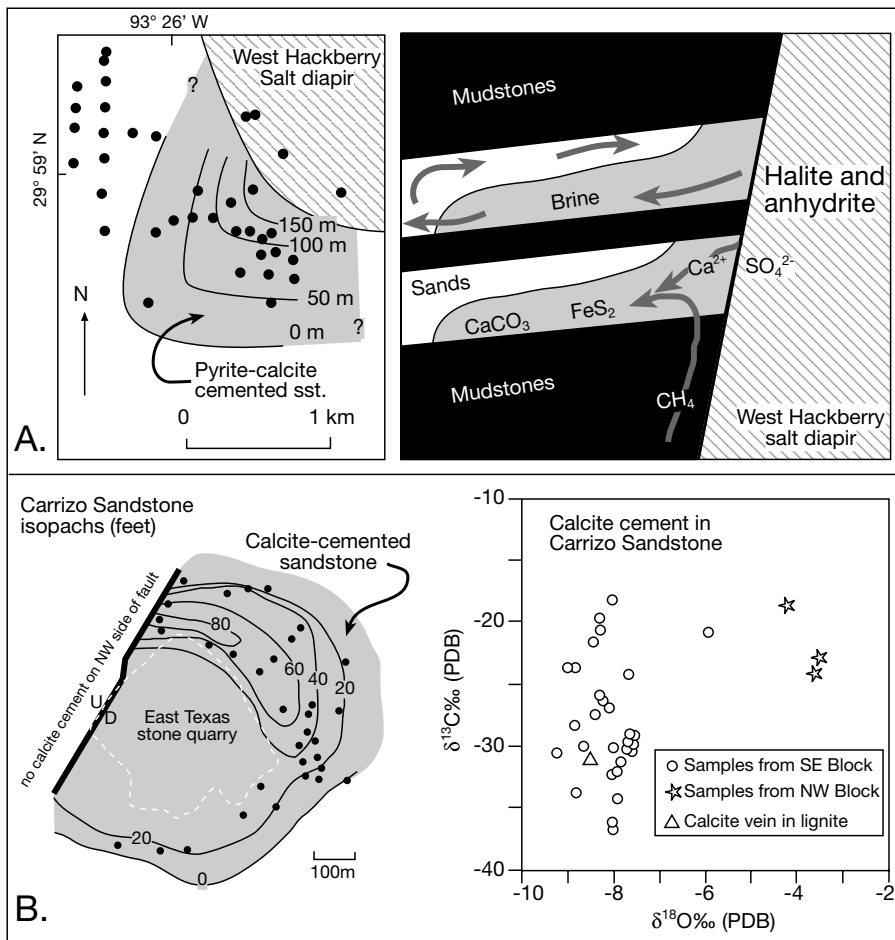 93° 26' W
29° 59' N
West Hackberry
Salt diapir
?
150 m
100 m
50 m
0 m
?
N
Pyrite-calcite
cemented sst.
0
1 km
A.
Mudstones
Brine
Halite and
anhydrite
Sands
Ca2+
SO42-
CaCO3
FeS2
Mudstones
CH4
West Hackberry
salt diapir
Carrizo Sandstone
isopachs (feet)
Calcite-cemented
sandstone
no calcite cement on NW side of fault
80
60
40
20
U
D
East Texas
stone quarry
20
0
100m
B.
Calcite cement in
Carrizo Sandstone
-10
-20
-30
-40
δ13C‰ (PDB)
Samples from SE Block
Samples from NW Block
Calcite vein in lignite
-10
-8
-6
-4
-2
δ18O‰ (PDB)